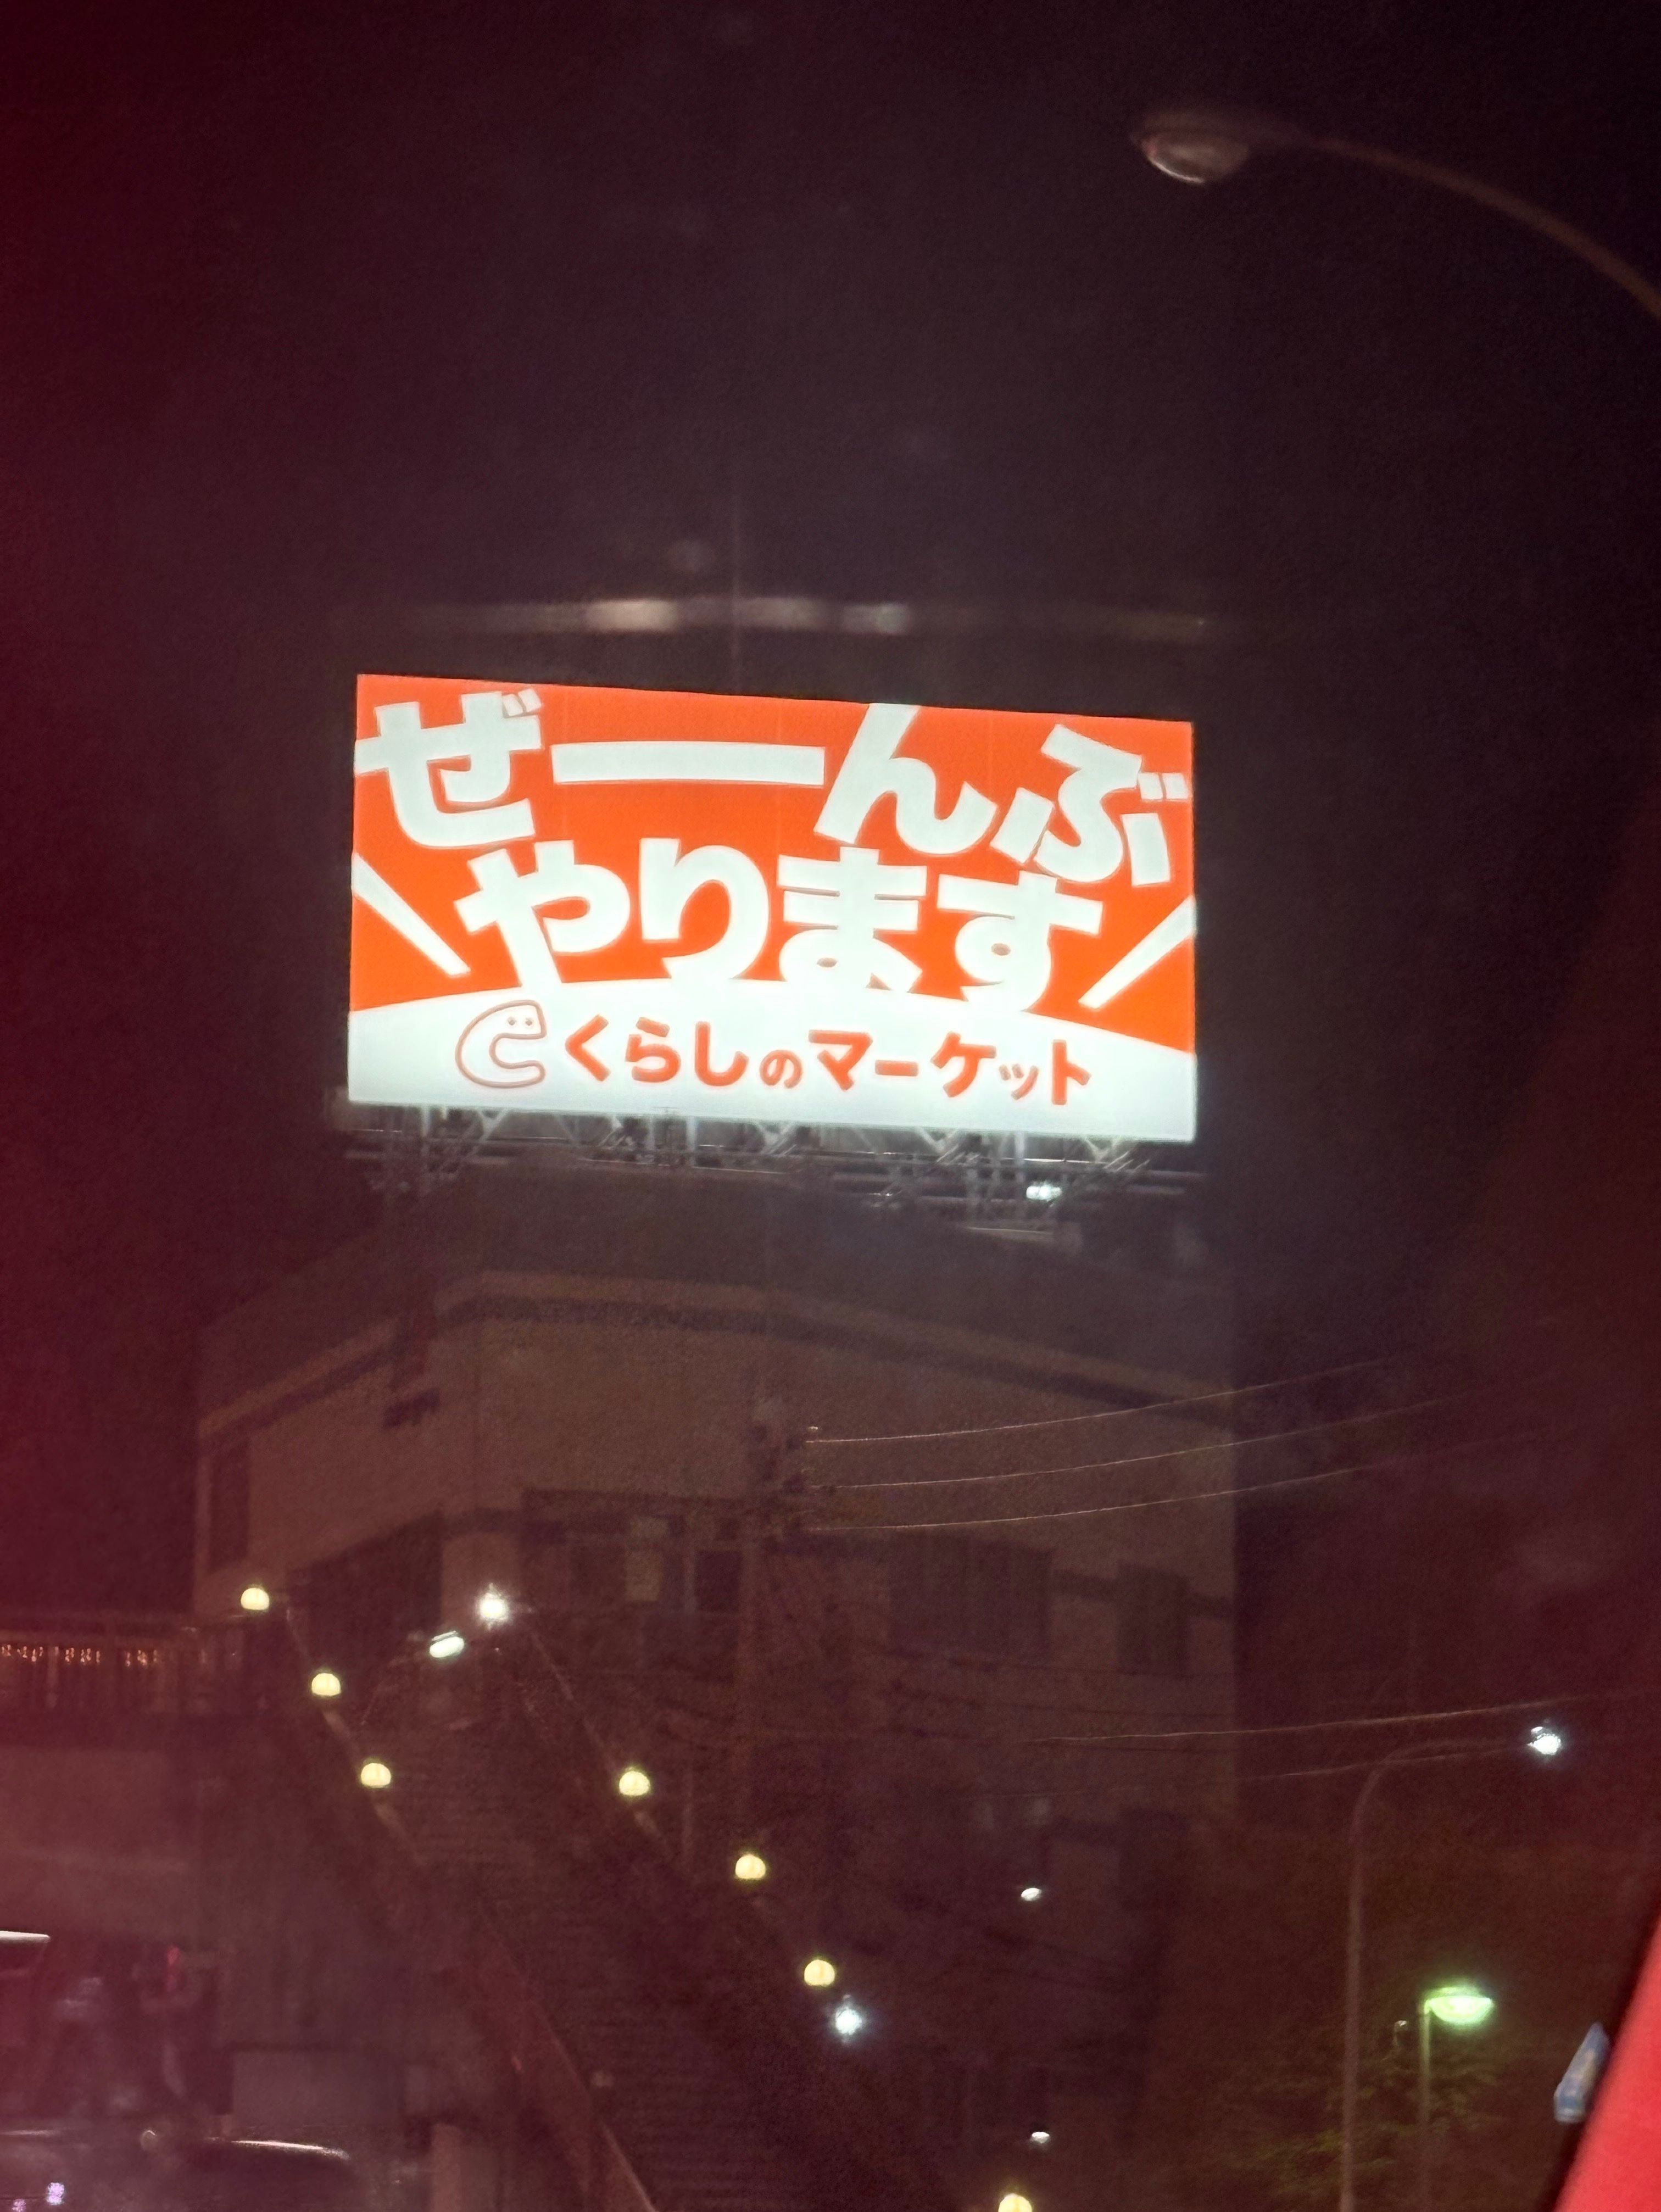 ぜーんぶ
やります
くらしのマーケット